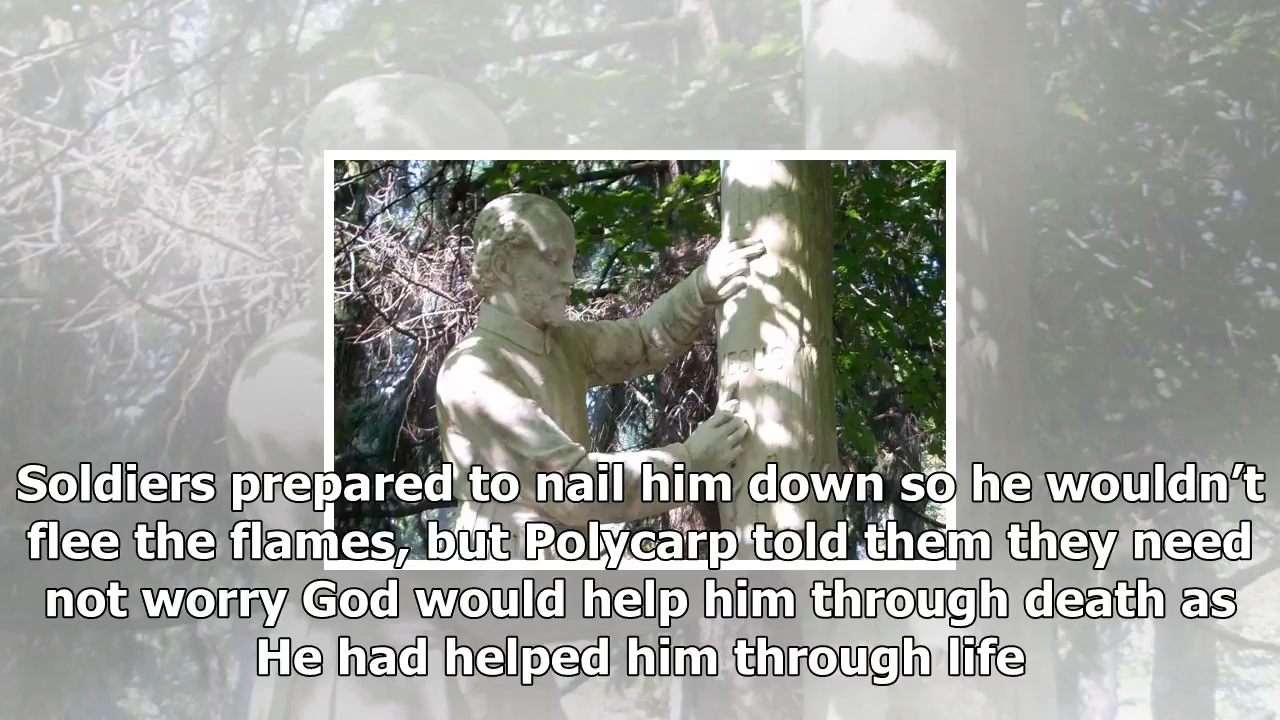 JESUS
Soldiers prepared to nail him down so he wouldn’t
flee the flames, but Polycarp told them they need
not worry God would help him through death as
He had helped him through life